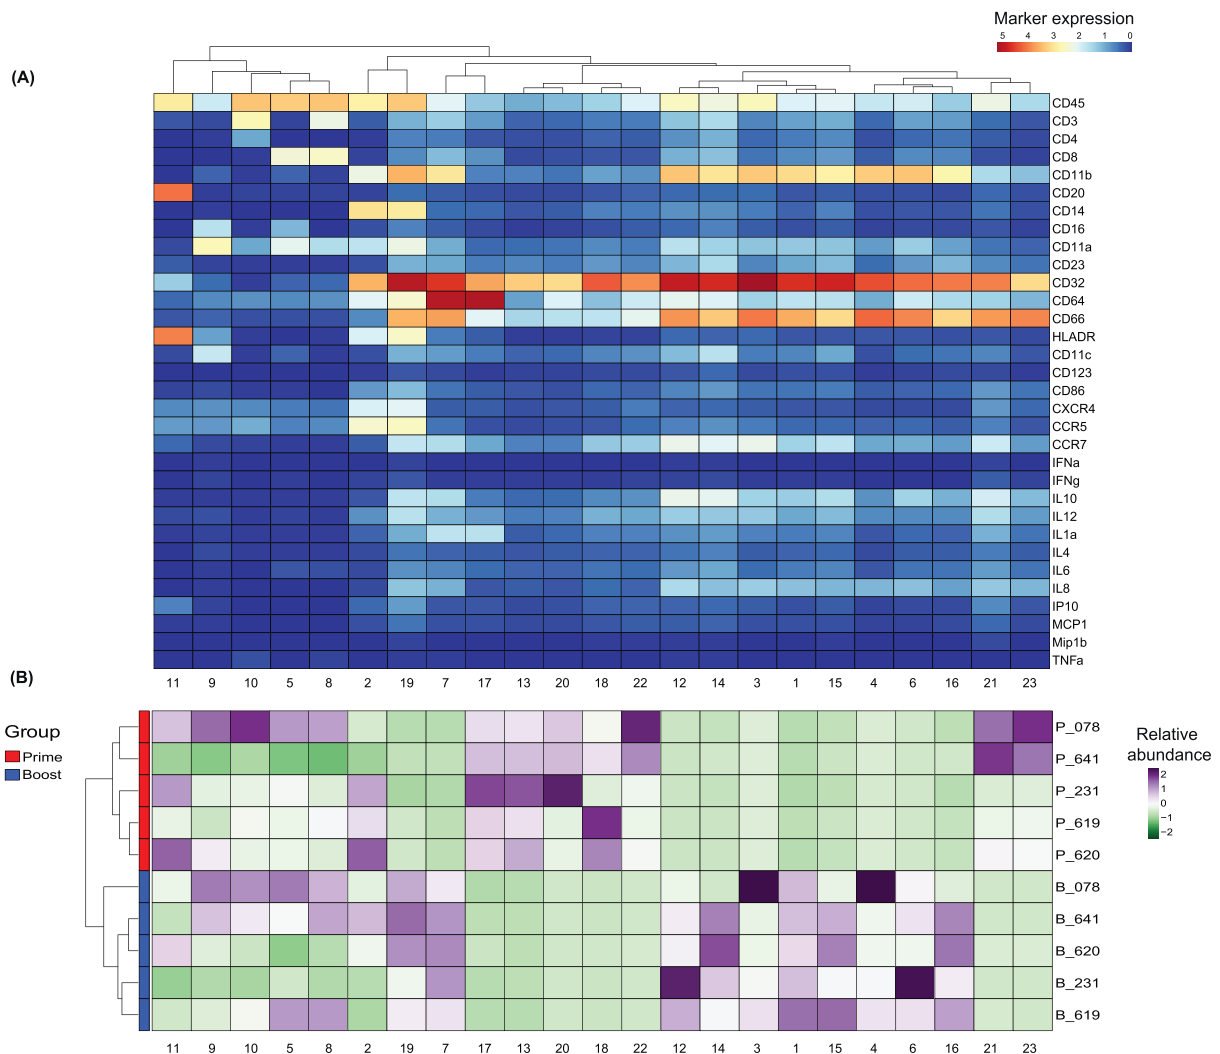 Marker expression
5 4 3 2 1 0
(A)
CD45
CD3
CD4
CD8
CD11b
CD20
CD14
CD16
CD11a
CD23
CD32
CD64
CD66
HLADR
CD11c
CD123
CD86
CXCR4
CCR5
CCR7
IFNa
IFNg
IL10
IL12
IL1a
IL4
IL6
IL8
IP10
MCP1
Mip1b
TNFa
11 9 10 5 8 2 19 7 17 13 20 18 22 12 14 3 1 15 4 6 16 21 23
(B)
Group
Prime
Boost
P_078
P_641
P_231
P_619
P_620
B_078
B_641
B_620
B_231
B_619
Relative
abundance
2
1
0
−1
−2
11 9 10 5 8 2 19 7 17 13 20 18 22 12 14 3 1 15 4 6 16 21 23